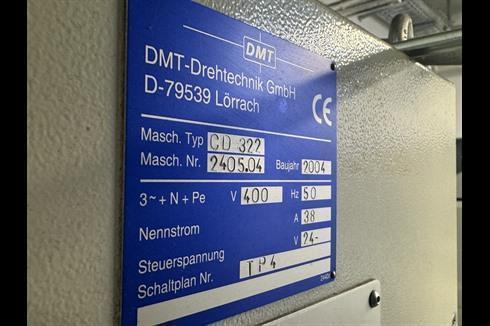 DMT
DMT-Drehtechnik GmbH
D-79539 Lörrach
CE
Masch. Typ CD 322
Masch. Nr. 2405.04 Baujahr 2004
3~ + N + Pe V 400 Hz 50
Nennstrom A 38
Steuerspannung V 24-
Schaltplan Nr. TP4